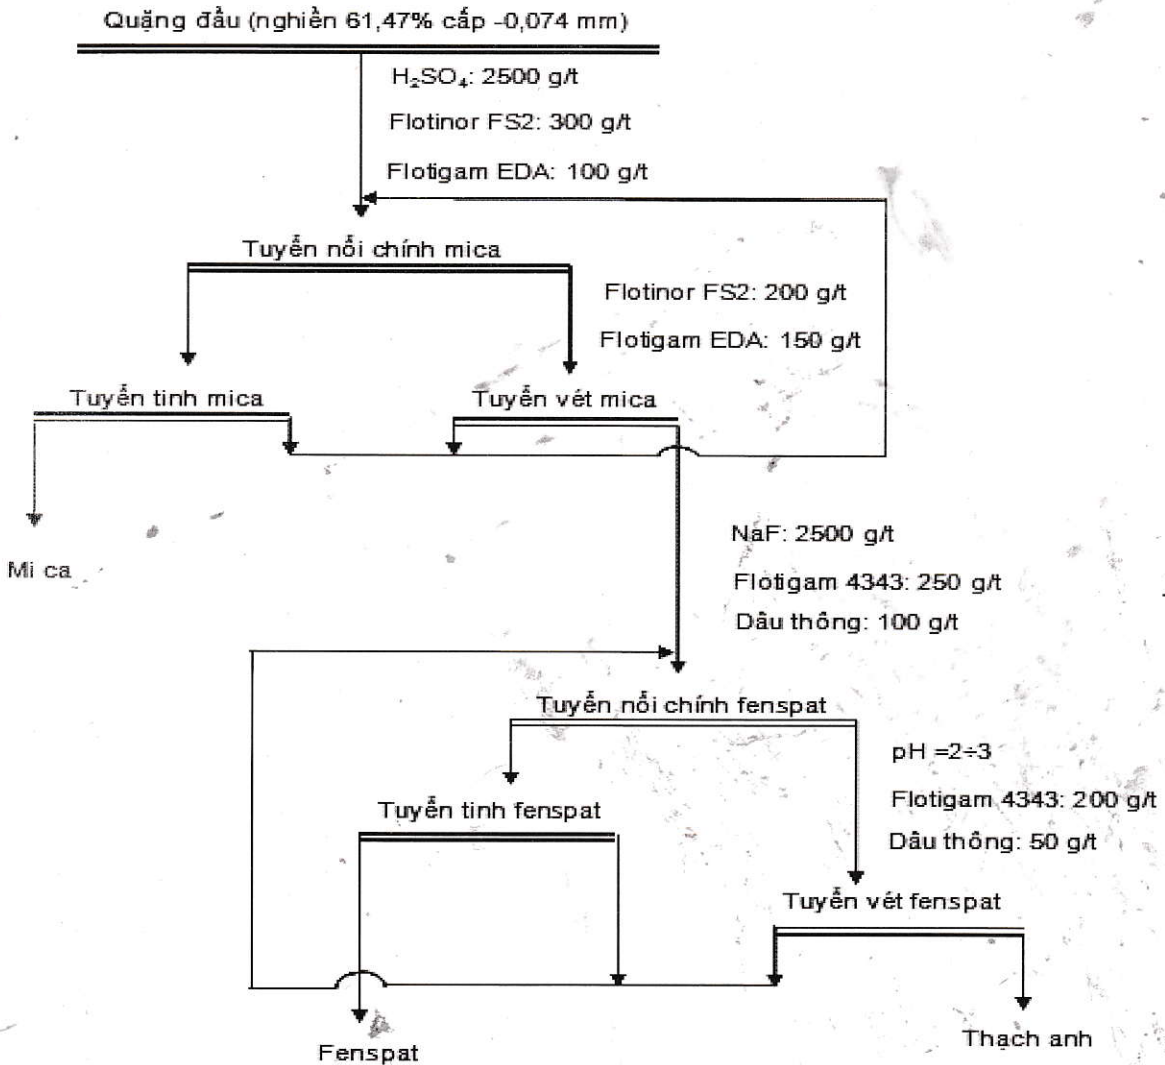 Quặng đầu (nghiền 61,47% cấp -0,074 mm)
H₂SO₄: 2500 g/t
Flotinor FS2: 300 g/t
Flotigam EDA: 100 g/t
Tuyển nổi chính mica
Flotinor FS2: 200 g/t
Flotigam EDA: 150 g/t
Tuyển tinh mica
Tuyển vét mica
NaF: 2500 g/t
Mi ca
Flotigam 4343: 250 g/t
Dầu thông: 100 g/t
Tuyển nổi chính fenspat
pH =2÷3
Flotigam 4343: 200 g/t
Tuyển tinh fenspat
Dầu thông: 50 g/t
Tuyển vét fenspat
Thạch anh
Fenspat